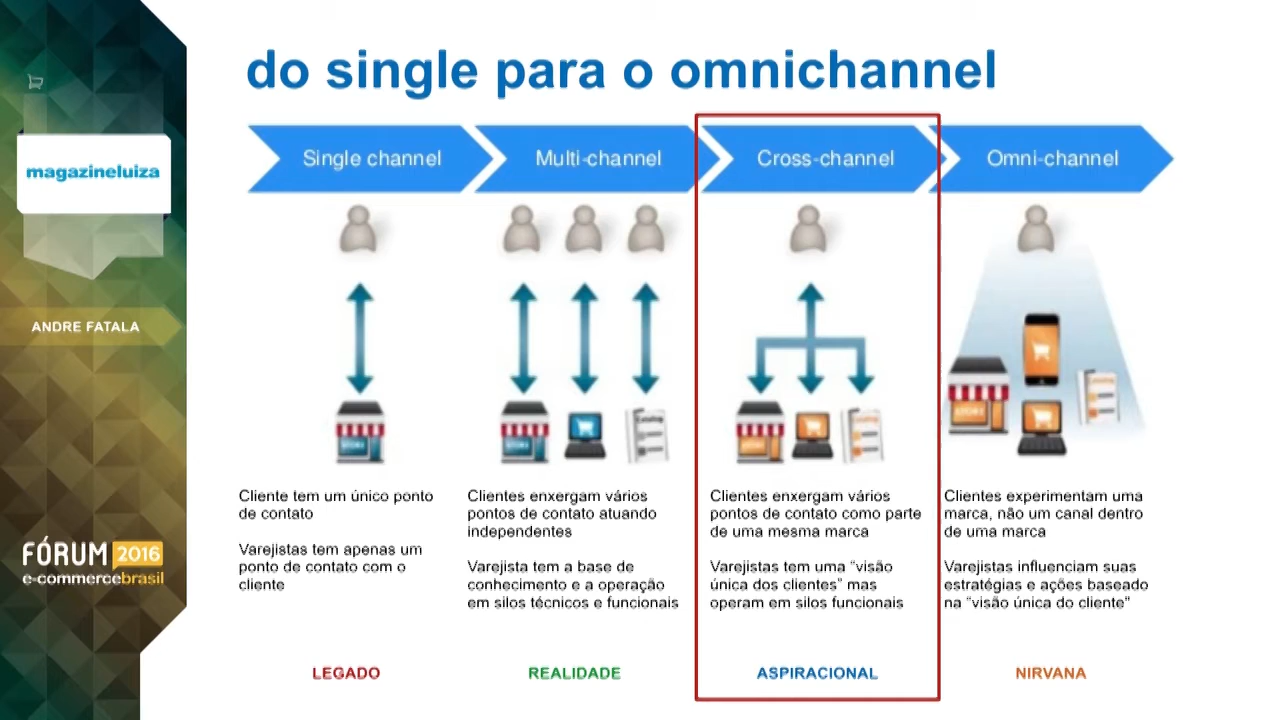 do single para o omnichannel
magazineluiza
ANDRE FATALA
FÓRUM 2016
e-commercebrasil
Single channel
Multi-channel
Cross-channel
Omni-channel
Cliente tem um único ponto
de contato
Varejistas tem apenas um
ponto de contato com o
cliente
LEGADO
Clientes enxergam vários
pontos de contato atuando
independentes
Varejista tem a base de
conhecimento e a operação
em silos técnicos e funcionais
REALIDADE
Clientes enxergam vários
pontos de contato como parte
de uma mesma marca
Varejistas tem uma “visão
única dos clientes” mas
operam em silos funcionais
ASPIRACIONAL
Clientes experimentam uma
marca, não um canal dentro
de uma marca
Varejistas influenciam suas
estratégias e ações baseado
na “visão única do cliente”
NIRVANA